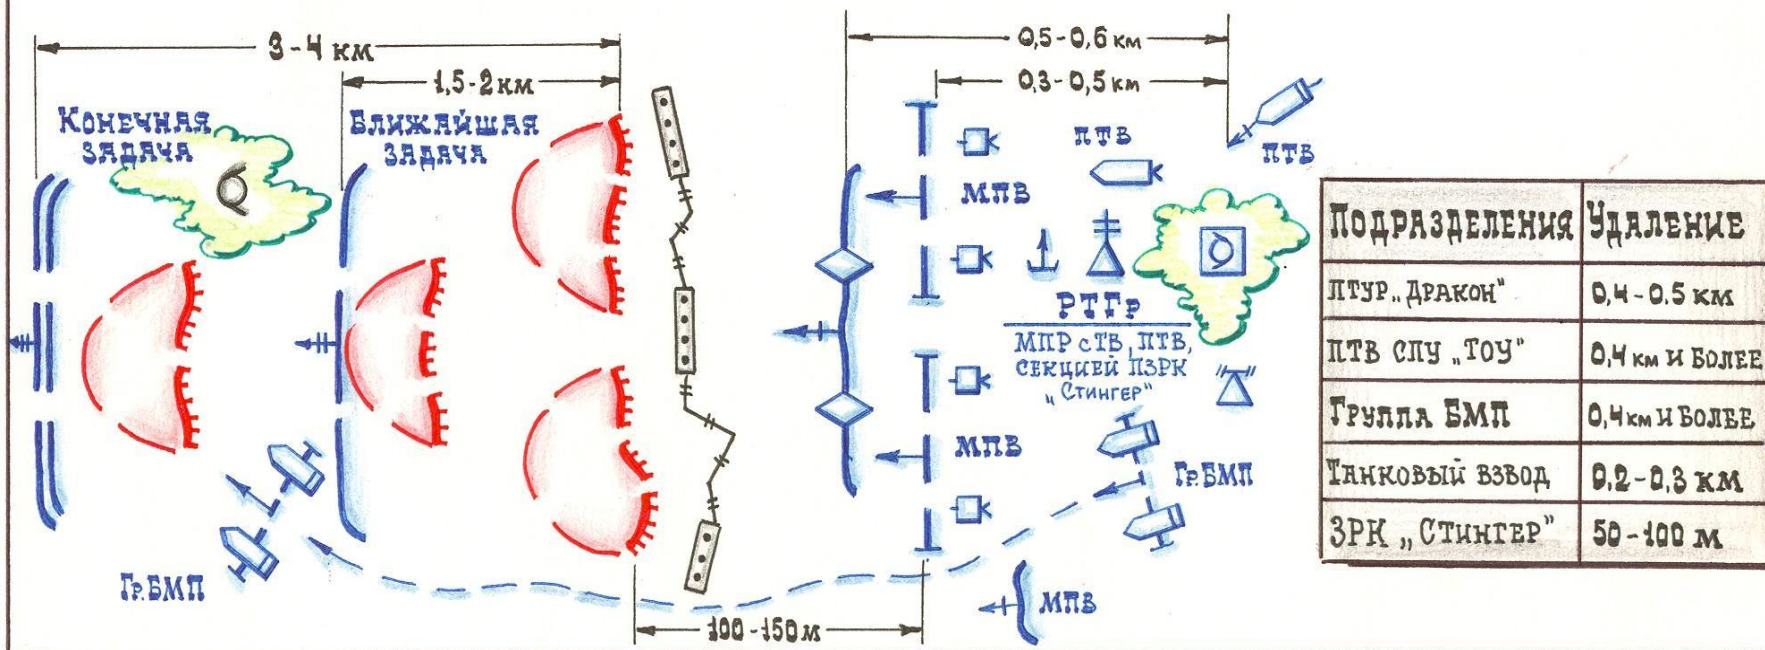 3-4 км
0,5-0,6 км
1,5-2 км
0,3-0,5 км
Конечная
задача
Ближайшая
задача
ПТВ
ПТВ
МПВ
РТГр
МПР с ТВ, ПТВ,
секцией ПЗРК
„Стингер"
МПВ
Гр.БМП
Гр.БМП
МПВ
100-150 м
Подразделения Удаление
ПТУР „Дракон" 0,4-0,5 км
ПТВ СПУ „ТОУ" 0,4 км и более
Группа БМП 0,4 км и более
Танковый взвод 0,2-0,3 км
ЗРК „Стингер" 50-100 м